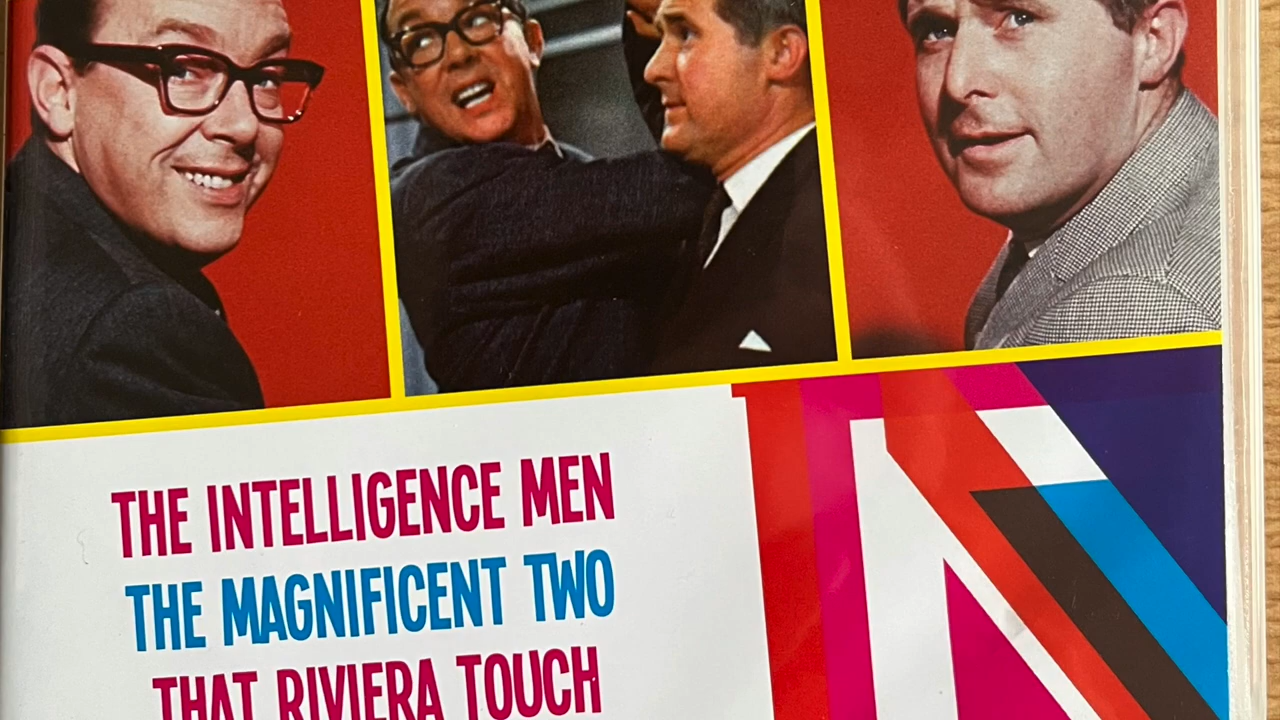 THE INTELLIGENCE MEN
THE MAGNIFICENT TWO
THAT RIVIERA TOUCH